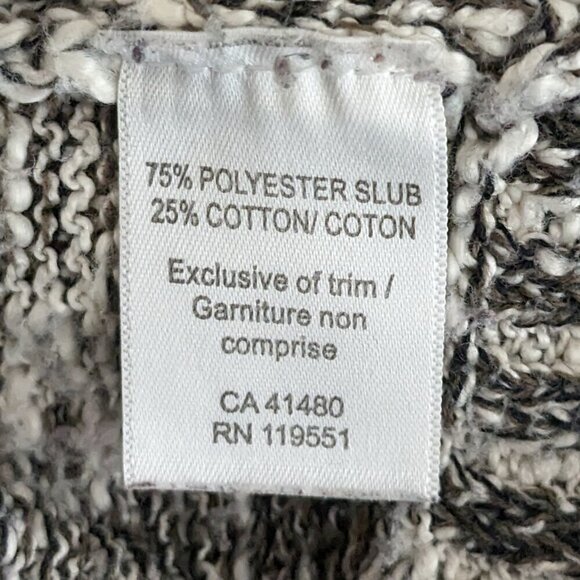 75% POLYESTER SLUB
25% COTTON/ COTON
Exclusive of trim /
Garniture non
comprise
CA 41480
RN 119551